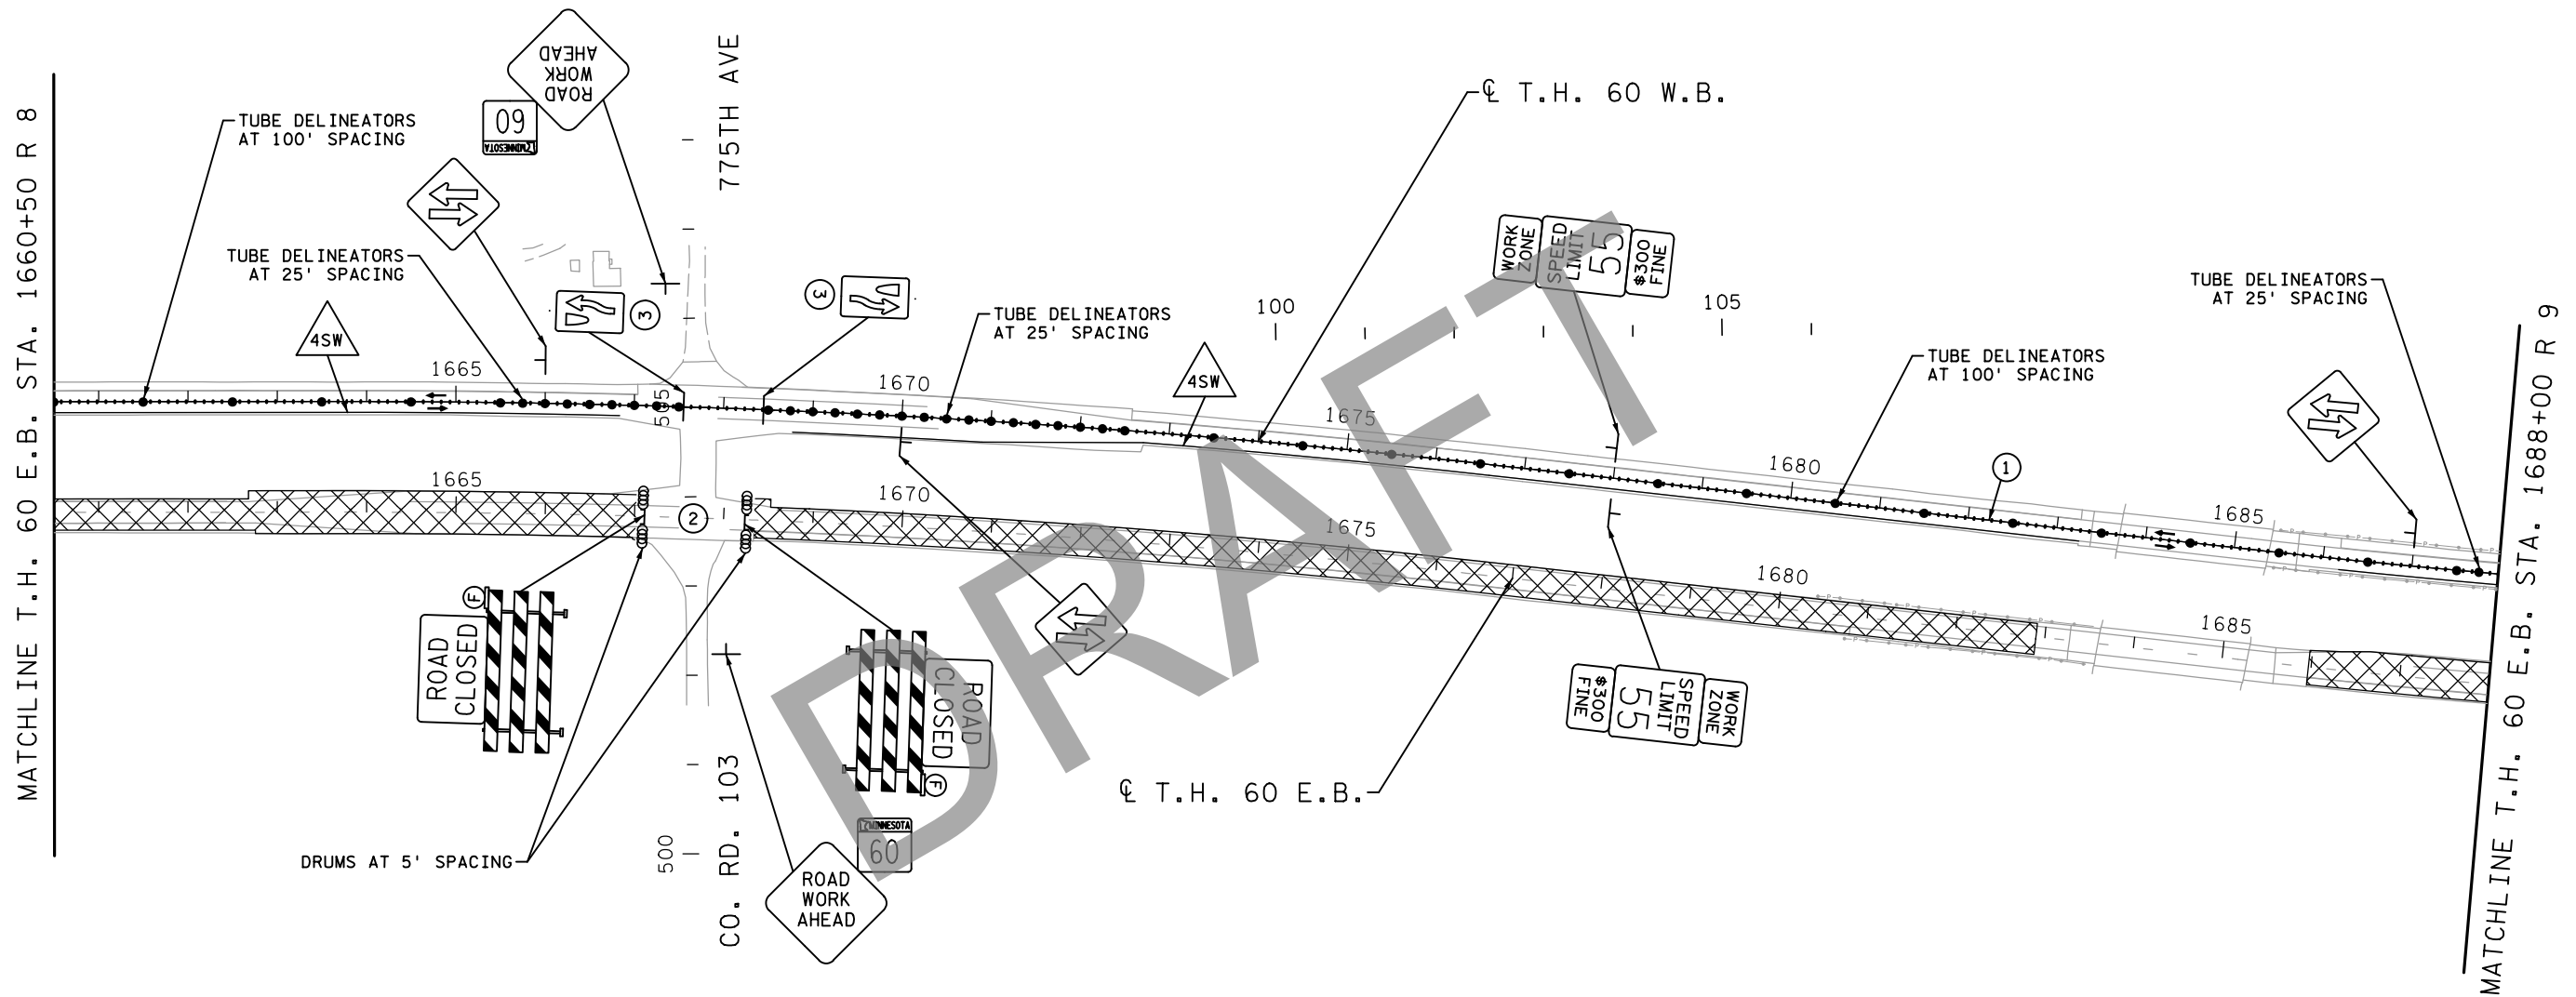 MATCHLINE T.H. 60 E.B. STA. 1660+50 R 8
TUBE DELINEATORS
AT 100' SPACING
ROAD
WORK
AHEAD
60
MINNESOTA
775TH AVE
TUBE DELINEATORS
AT 25' SPACING
4SW
3
3
505
TUBE DELINEATORS
AT 25' SPACING
4SW
℄ T.H. 60 W.B.
WORK
ZONE
SPEED
LIMIT
55
$300
FINE
100
105
TUBE DELINEATORS
AT 100' SPACING
TUBE DELINEATORS
AT 25' SPACING
1
1665
1670
1675
1680
1685
1665
1670
1675
1680
1685
2
F
ROAD
CLOSED
ROAD
CLOSED
F
DRUMS AT 5' SPACING
500
CO. RD. 103
MINNESOTA
60
ROAD
WORK
AHEAD
℄ T.H. 60 E.B.
WORK
ZONE
SPEED
LIMIT
55
$300
FINE
DRAFT
MATCHLINE T.H. 60 E.B. STA. 1688+00 R 9